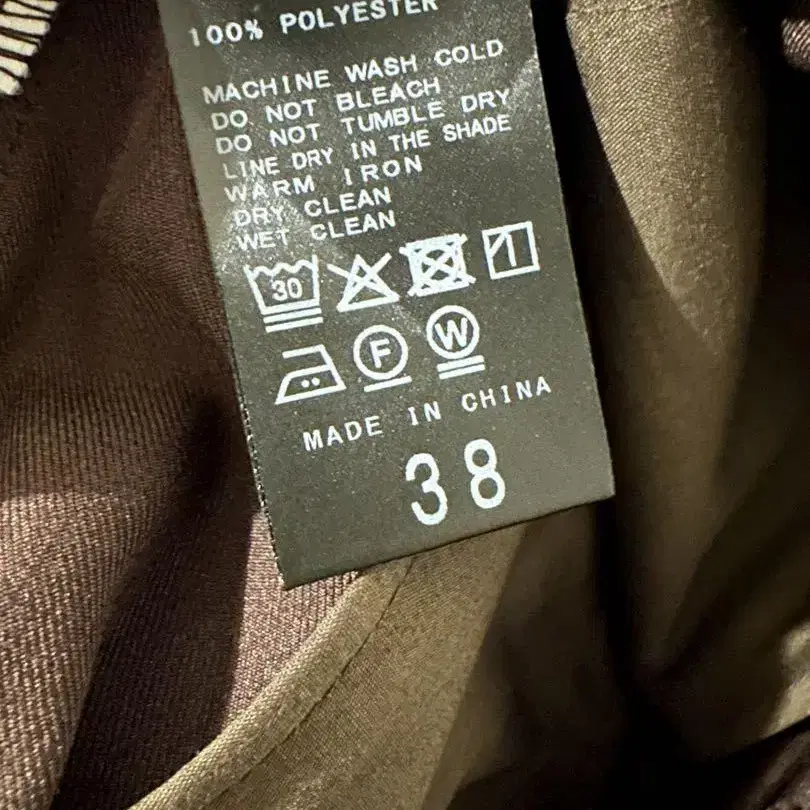 100% POLYESTER
MACHINE WASH COLD
DO NOT BLEACH
DO NOT TUMBLE DRY
LINE DRY IN THE SHADE
WARM IRON
DRY CLEAN
WET CLEAN
30
F W
MADE IN CHINA
38